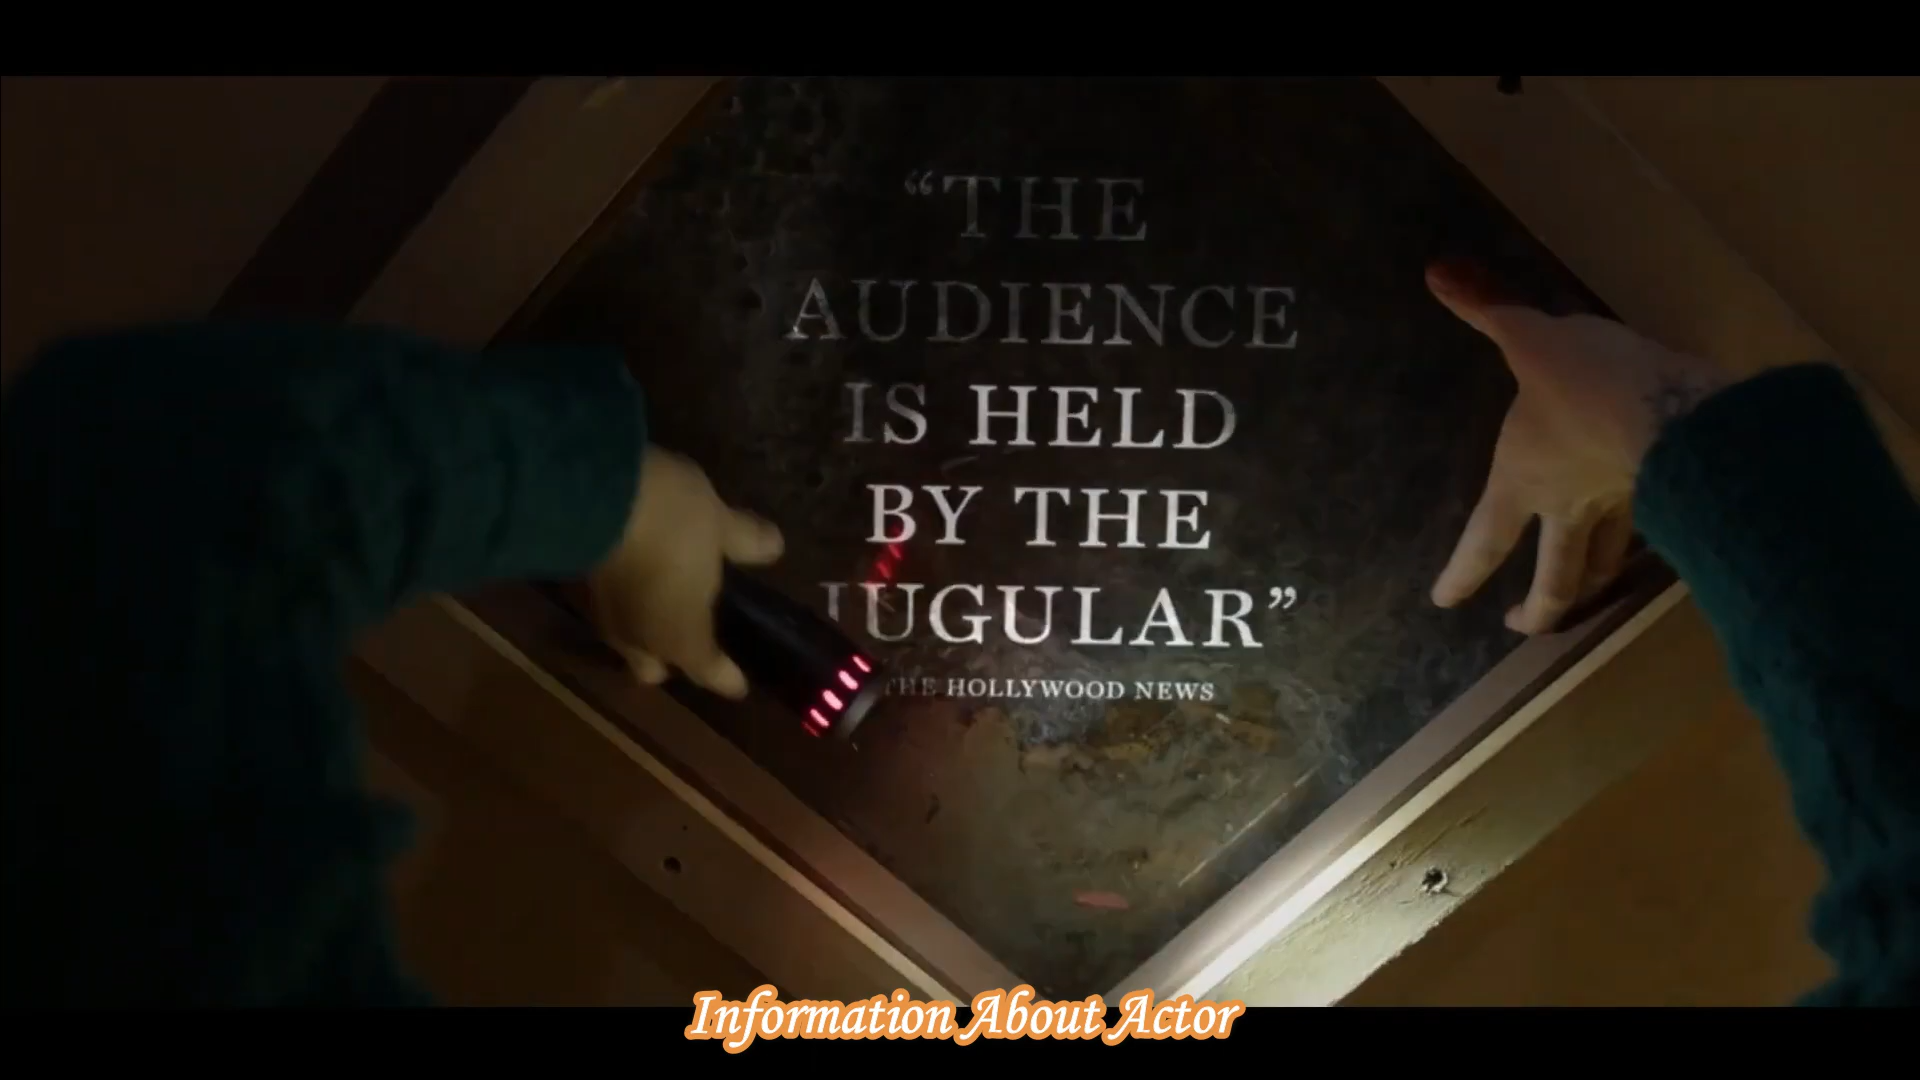 “THE
AUDIENCE
IS HELD
BY THE
JUGULAR”
THE HOLLYWOOD NEWS
Information About Actor